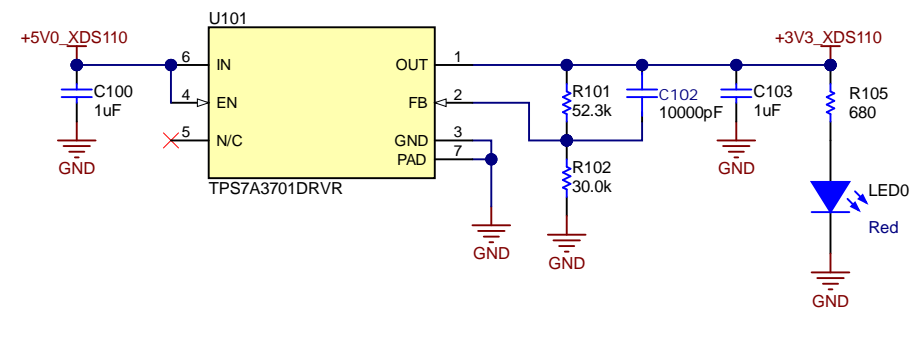 U101
+5V0_XDS110
+3V3_XDS110
6 IN OUT 1
C100
1uF
4 EN FB 2
R101
52.3k
C102
10000pF
C103
1uF
R105
680
5 N/C GND 3
PAD 7
GND
TPS7A3701DRVR
R102
30.0k
GND
LED0
Red
GND
GND
GND